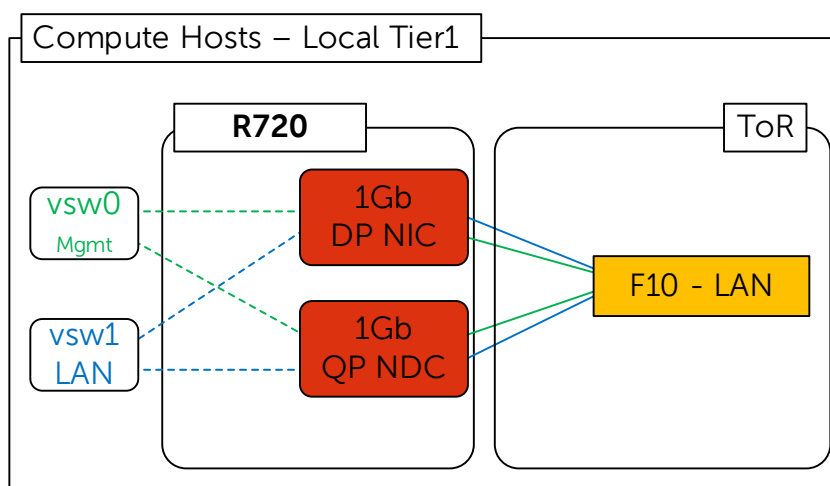 Compute Hosts – Local Tier1
R720
ToR
vsw0
Mgmt
1Gb
DP NIC
F10 - LAN
vsw1
LAN
1Gb
QP NDC